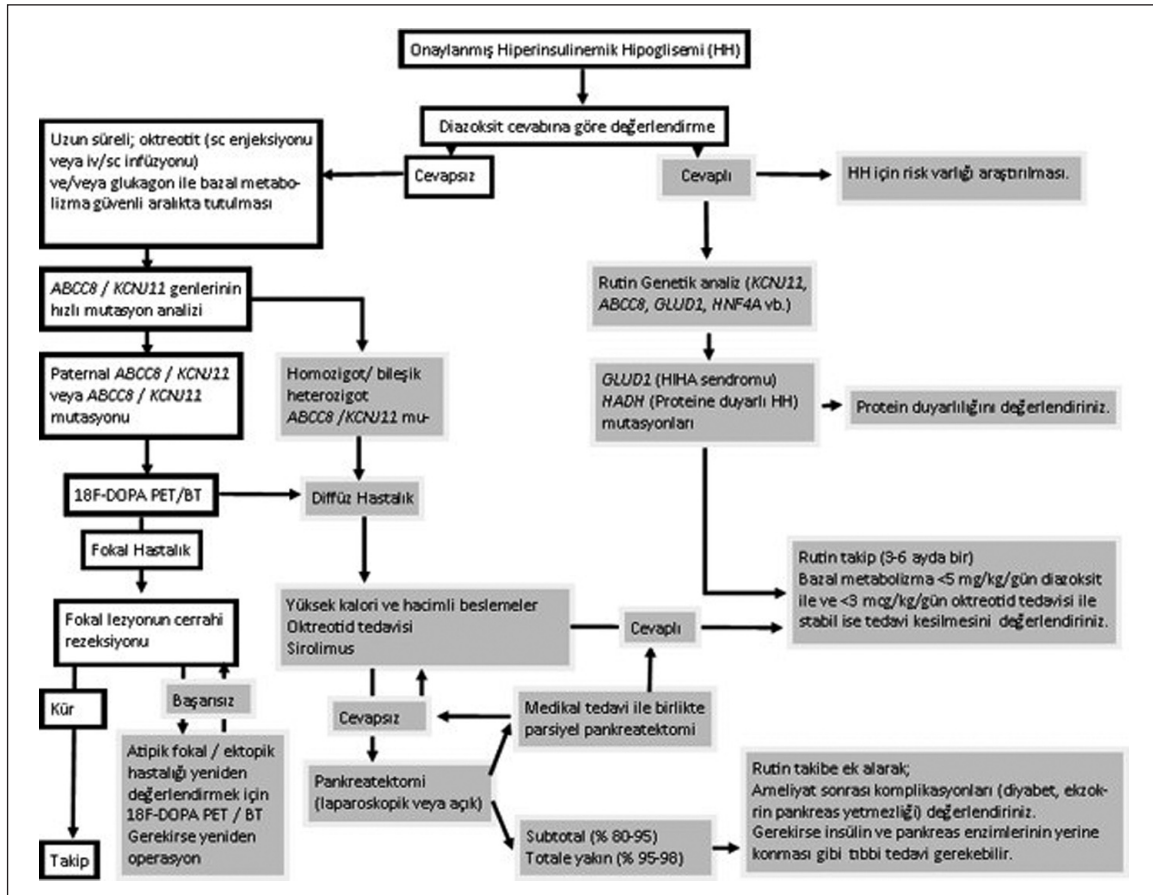 Onaylanmış Hiperinsulinemik Hipoglisemi (HH)
Diazoksit cevabına göre değerlendirme
Uzun süreli; oktreotit (sc enjeksiyonu
veya iv/sc infüzyonu)
ve/veya glukagon ile bazal metabo-
lizma güvenli aralıkta tutulması
Cevapsız
Cevaplı
HH için risk varlığı araştırılması.
ABCC8 / KCNJ11 genlerinin
hızlı mutasyon analizi
Rutin Genetik analiz (KCNJ11,
ABCC8, GLUD1, HNF4A vb.)
Paternal ABCC8 / KCNJ11
veya ABCC8 / KCNJ11
mutasyonu
Homozigot/ bileşik
heterozigot
ABCC8 /KCNJ11 mu-
GLUD1 (HIHA sendromu)
HADH (Proteine duyarlı HH)
mutasyonları
Protein duyarlılığını değerlendiriniz.
18F-DOPA PET/BT
Diffüz Hastalık
Fokal Hastalık
Rutin takip (3-6 ayda bir)
Bazal metabolizma <5 mg/kg/gün diazoksit
ile ve <3 mcg/kg/gün oktreotid tedavisi ile
stabil ise tedavi kesilmesini değerlendiriniz.
Fokal lezyonun cerrahi
rezeksiyonu
Yüksek kalori ve hacimli beslemeler
Oktreotid tedavisi
Sirolimus
Cevaplı
Kür
Başarısız
Cevapsız
Medikal tedavi ile birlikte
parsiyel pankreatektomi
Atipik fokal / ektopik
hastalığı yeniden
değerlendirmek için
18F-DOPA PET / BT
Gerekirse yeniden
operasyon
Pankreatektomi
(laparoskopik veya açık)
Takip
Subtotal (% 80-95)
Totale yakın (% 95-98)
Rutin takibe ek alarak;
Ameliyat sonrası komplikasyonları (diyabet, ekzok-
rin pankreas yetmezliği) değerlendiriniz.
Gerekirse insülin ve pankreas enzimlerinin yerine
konması gibi tıbbi tedavi gerekebilir.